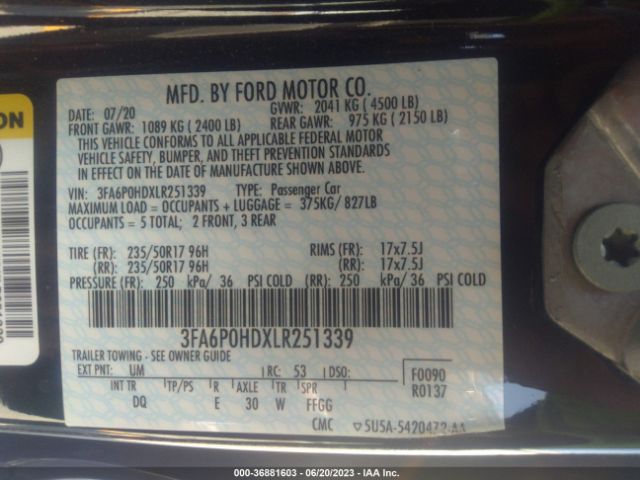 MFD. BY FORD MOTOR CO.
DATE: 07/20 GVWR: 2041 KG ( 4500 LB)
FRONT GAWR: 1089 KG (2400 LB) REAR GAWR: 975 KG ( 2150 LB)
THIS VEHICLE CONFORMS TO ALL APPLICABLE FEDERAL MOTOR
VEHICLE SAFETY, BUMPER, AND THEFT PREVENTION STANDARDS
IN EFFECT ON THE DATE OF MANUFACTURE SHOWN ABOVE.
VIN: 3FA6P0HDXLR251339 TYPE: Passenger Car
MAXIMUM LOAD = OCCUPANTS + LUGGAGE = 375KG/ 827LB
OCCUPANTS = 5 TOTAL; 2 FRONT, 3 REAR
TIRE (FR): 235/50R17 96H RIMS (FR): 17x7.5J
(RR): 235/50R17 96H (RR): 17x7.5J
PRESSURE (FR): 250 kPa/ 36 PSI COLD (RR): 250 kPa/ 36 PSI COLD
3FA6P0HDXLR251339
TRAILER TOWING - SEE OWNER GUIDE
EXT PNT: UM RC: 53 DSO: F0090
INT TR TP/PS R AXLE TR SPR R0137
DQ E 30 W FFGG
CMC 5U5A-5420472-AA
ON
000-36881603 - 06/20/2023 - IAA Inc.